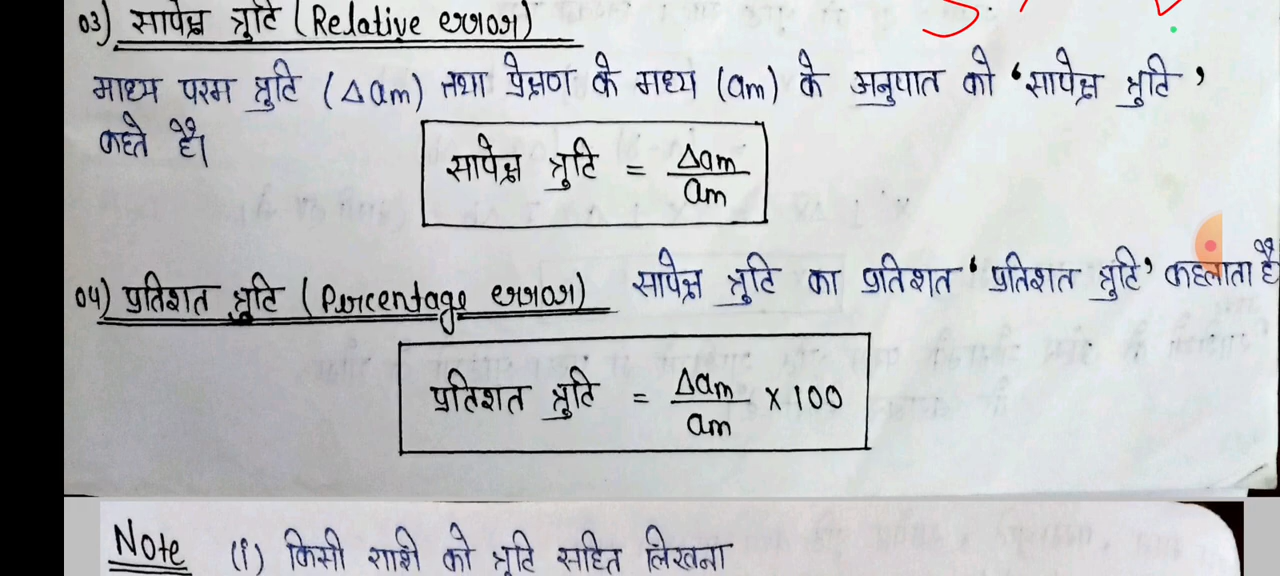 03) सापेक्ष त्रुटि (Relative error)
माध्य परम त्रुटि (Δam) तथा प्रेक्षण के मध्य (am) के अनुपात को ‘सापेक्ष त्रुटि’
कहते है।
सापेक्ष त्रुटि = Δam/am
04) प्रतिशत त्रुटि (Percentage error) सापेक्ष त्रुटि का प्रतिशत ‘प्रतिशत त्रुटि’ कहलाता है
प्रतिशत त्रुटि = Δam/am × 100
Note (i) किसी राशि को त्रुटि सहित लिखना